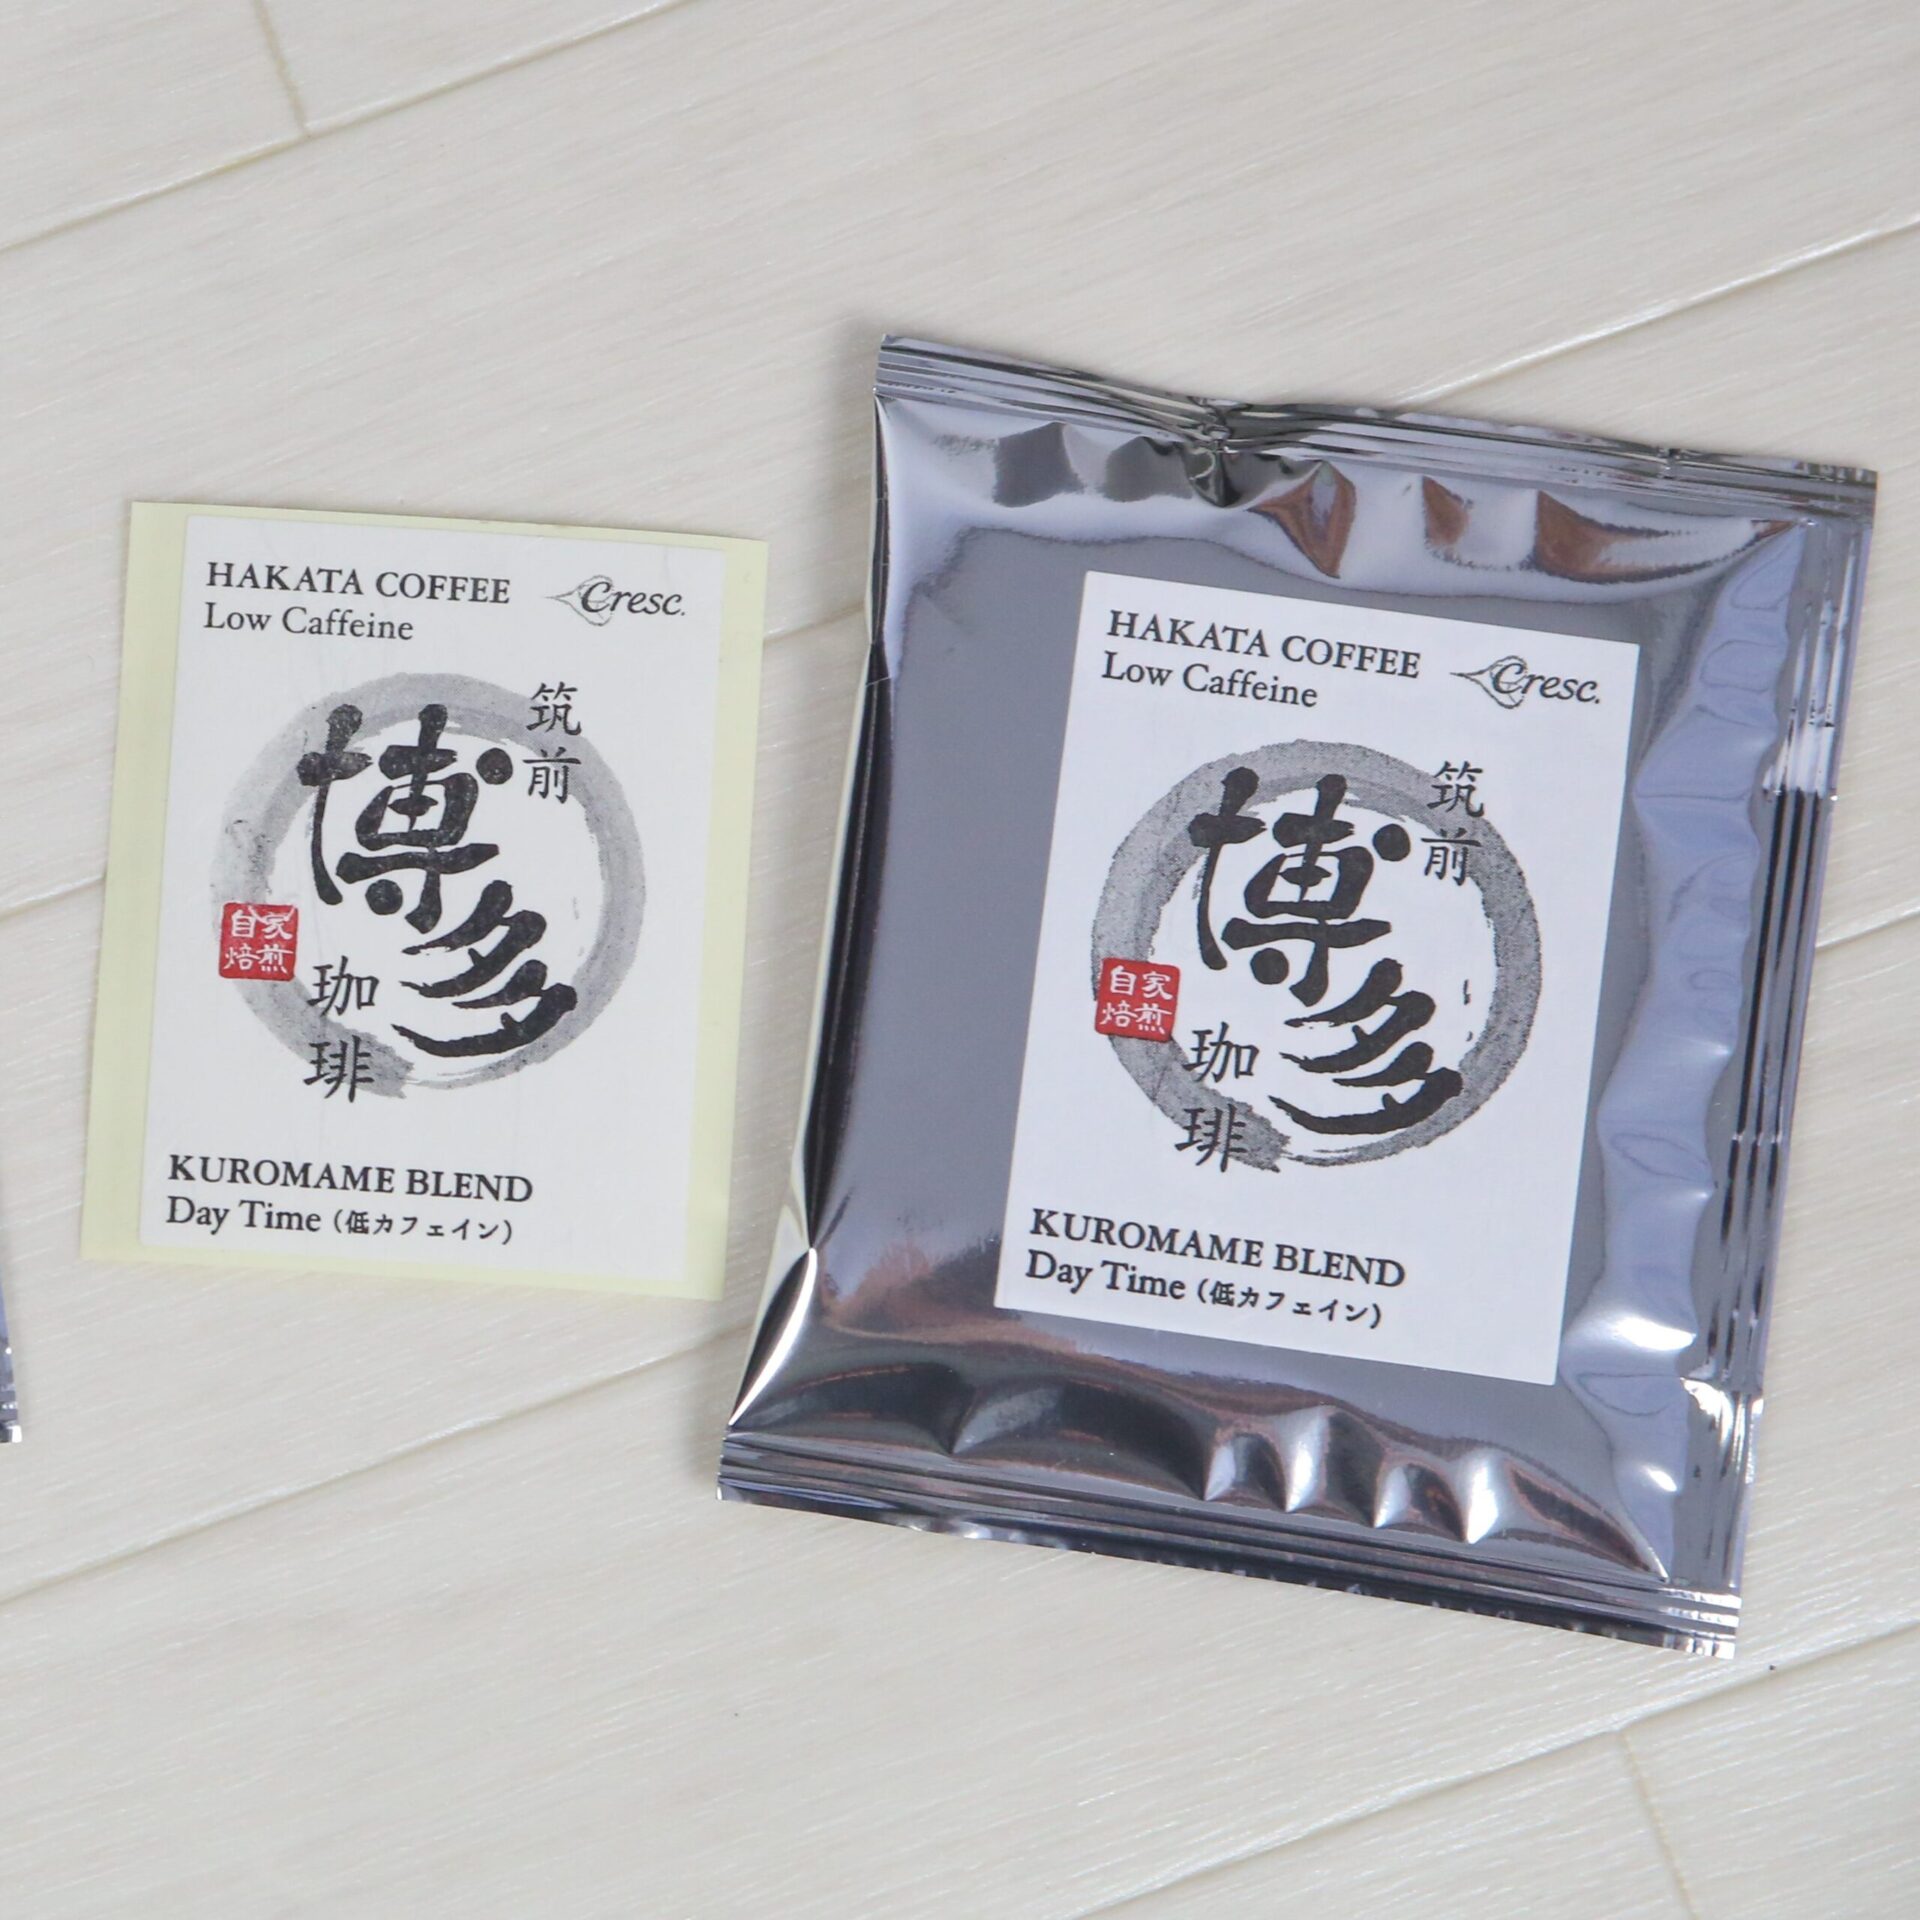 HAKATA COFFEE
Low Caffeine
Cresc.
筑前
博多
珈琲
自家
焙煎
KUROMAME BLEND
Day Time（低カフェイン）
HAKATA COFFEE
Low Caffeine
Cresc.
筑前
博多
珈琲
自家
焙煎
KUROMAME BLEND
Day Time（低カフェイン）